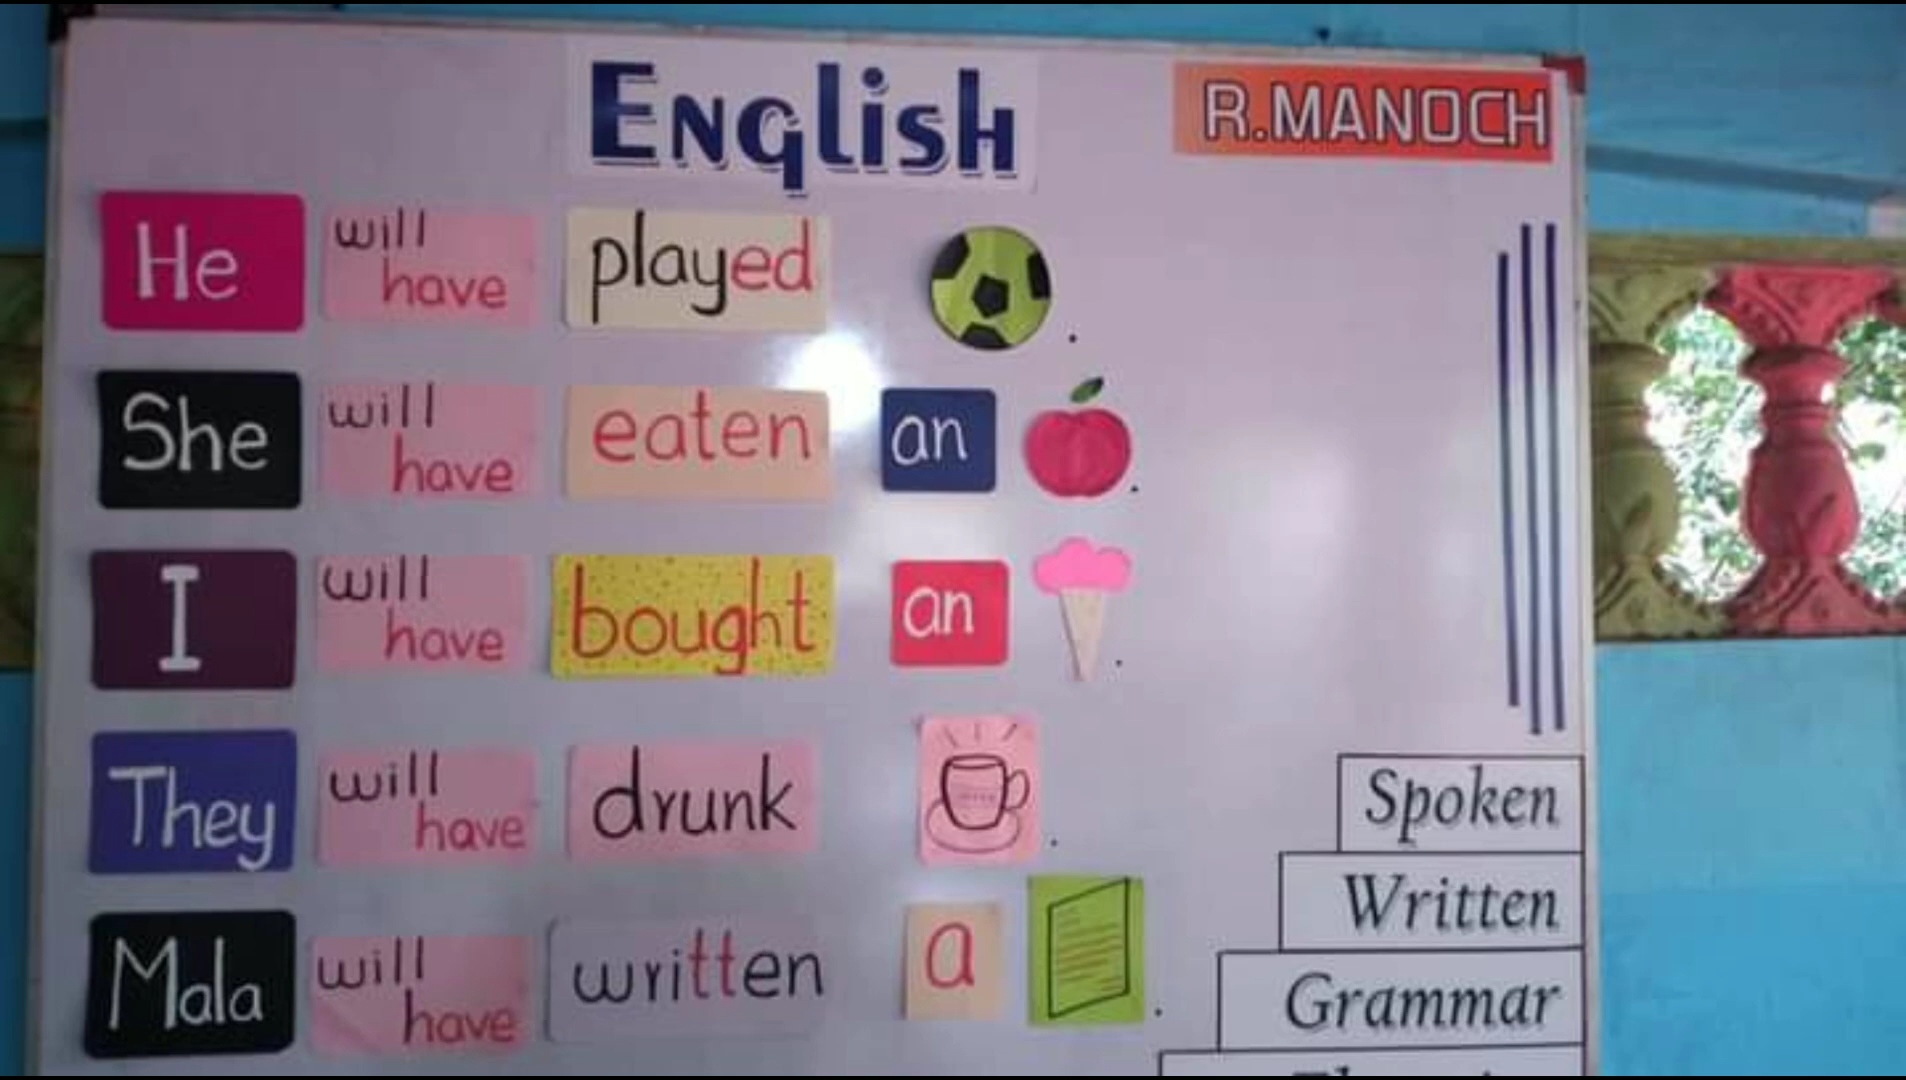 English
R.MANOCH
He will have played .
She will have eaten an .
I will have bought an .
They will have drunk .
Mala will have written a .
Spoken
Written
Grammar